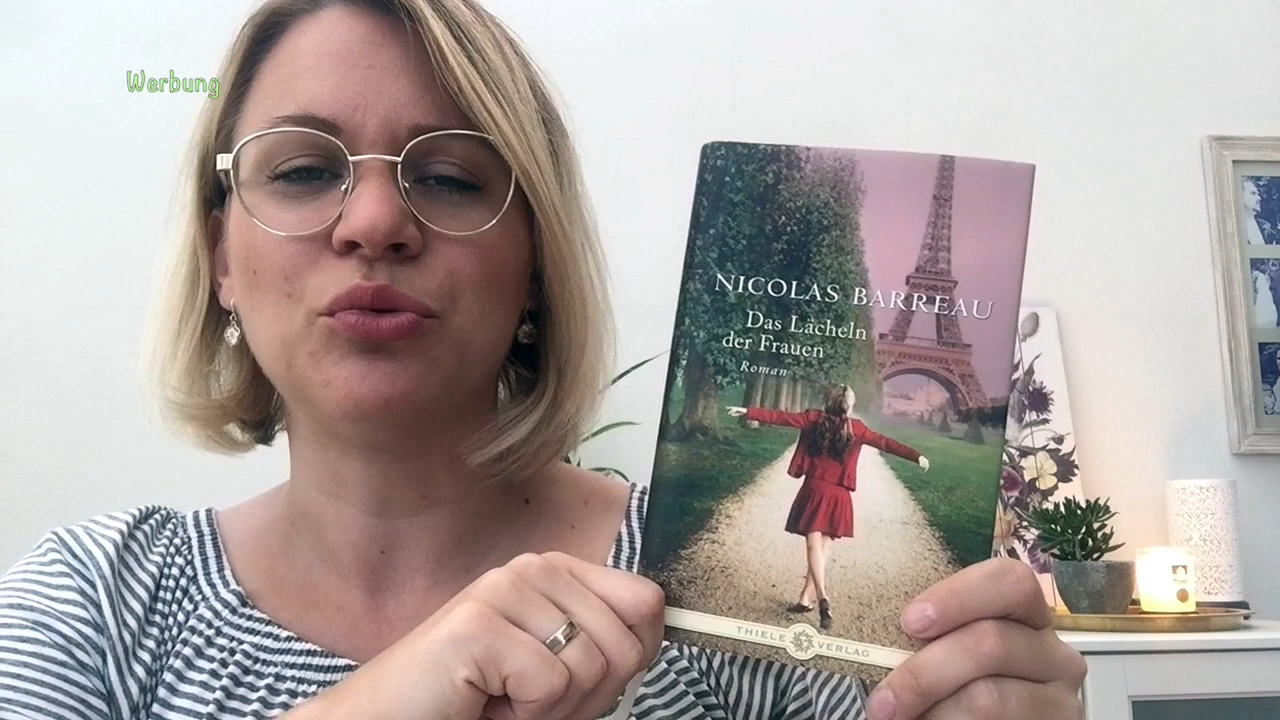 Werbung
NICOLAS BARREAU
Das Lächeln
der Frauen
Roman
THIELE VERLAG